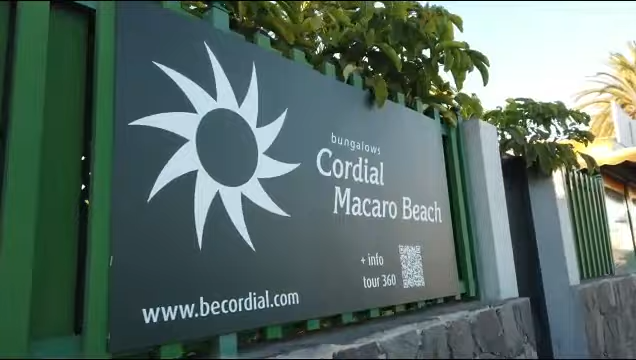 bungalows
Cordial
Macaro Beach
+ info
tour 360
www.becordial.com